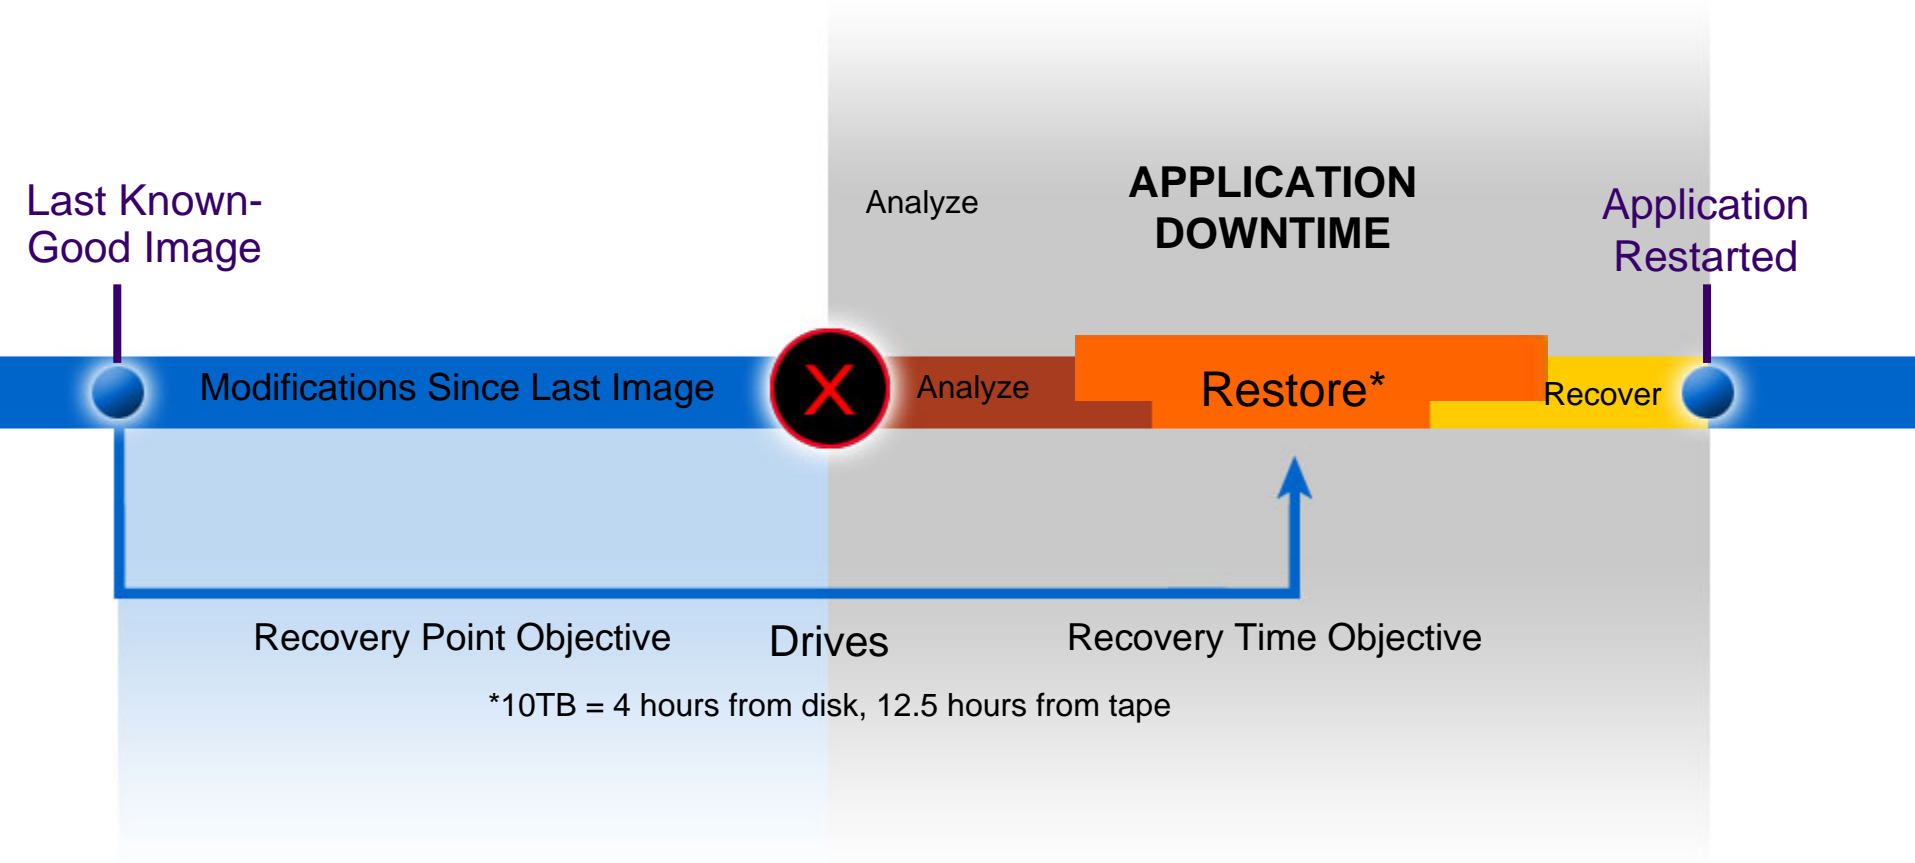 Last Known-
Good Image
Analyze
APPLICATION
DOWNTIME
Application
Restarted
Modifications Since Last Image
X
Analyze
Restore*
Recover
Recovery Point Objective
Drives
Recovery Time Objective
*10TB = 4 hours from disk, 12.5 hours from tape